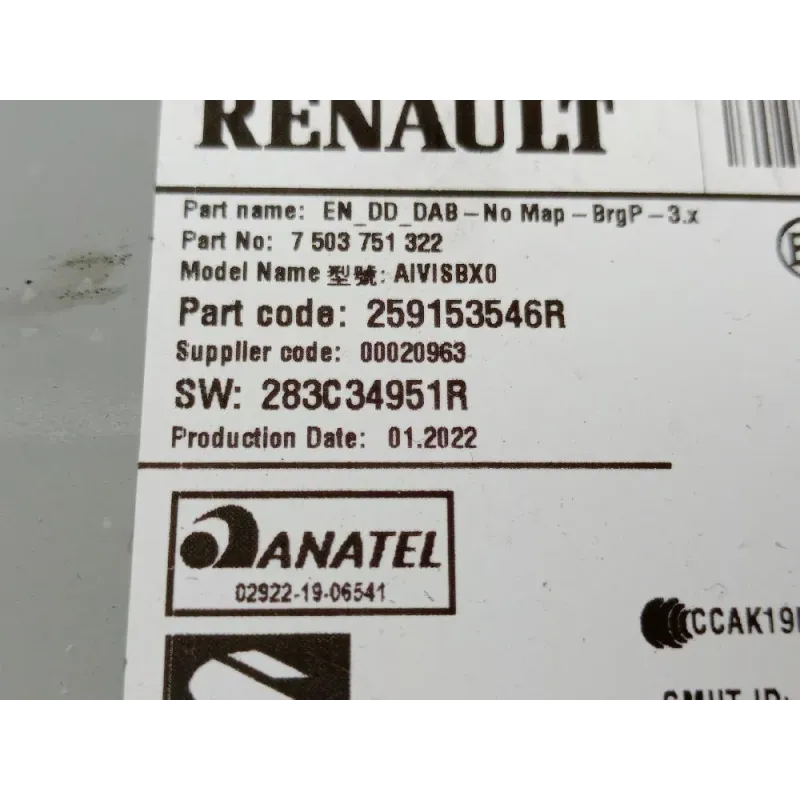 RENAULT
Part name: EN_DD_DAB-No Map-BrgP-3.x
Part No: 7 503 751 322
Model Name 型號: AIVISBX0
Part code: 259153546R
Supplier code: 00020963
SW: 283C34951R
Production Date: 01.2022
ANATEL
02922-19-06541
CCAK19